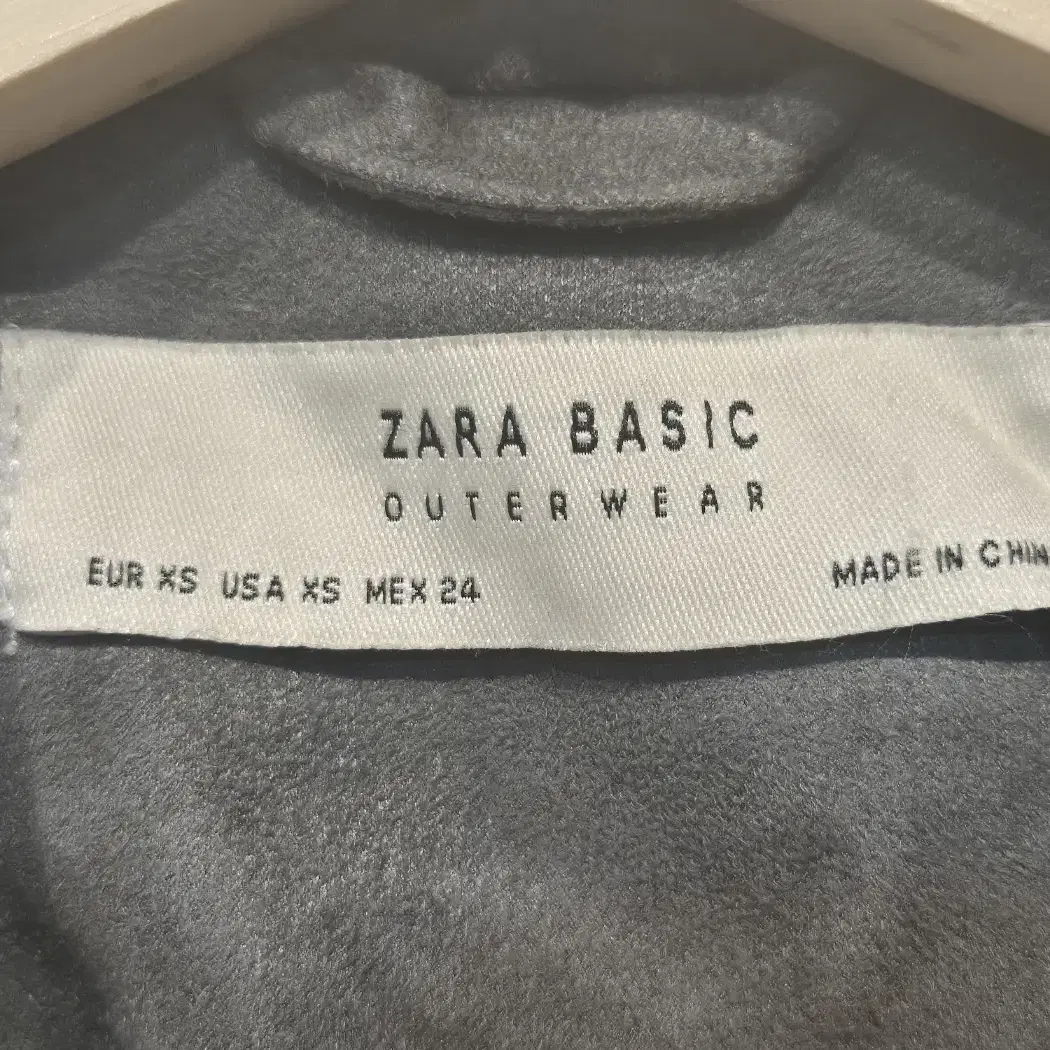 ZARA BASIC
OUTERWEAR
EUR XS USA XS MEX 24
MADE IN CHIN